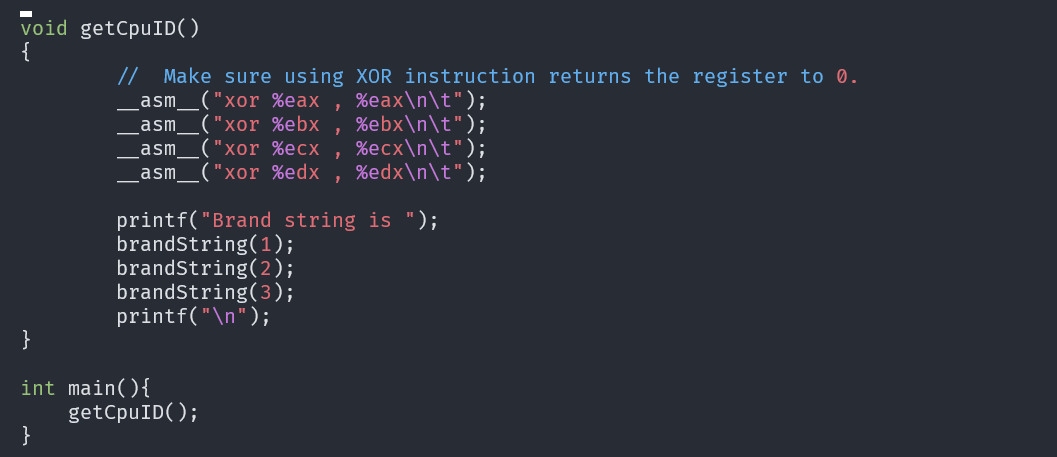 void getCpuID()
{
        //  Make sure using XOR instruction returns the register to 0.
        __asm__("xor %eax , %eax\n\t");
        __asm__("xor %ebx , %ebx\n\t");
        __asm__("xor %ecx , %ecx\n\t");
        __asm__("xor %edx , %edx\n\t");

        printf("Brand string is ");
        brandString(1);
        brandString(2);
        brandString(3);
        printf("\n");
}

int main(){
    getCpuID();
}